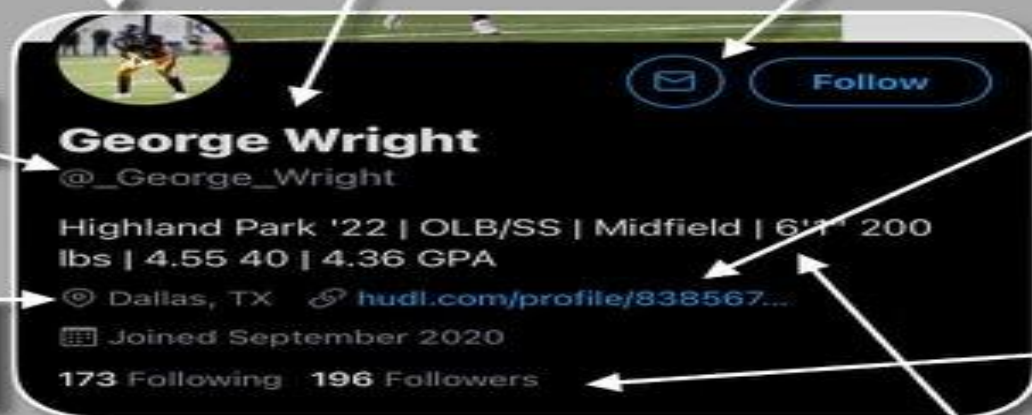 Follow
George Wright
@_George_Wright
Highland Park '22 | OLB/SS | Midfield | 6'1" 200
lbs | 4.55 40 | 4.36 GPA
Dallas, TX hudl.com/profile/838567...
Joined September 2020
173 Following 196 Followers